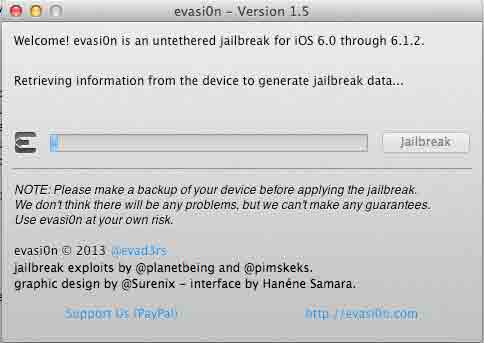 evasi0n - Version 1.5
Welcome! evasi0n is an untethered jailbreak for iOS 6.0 through 6.1.2.
Retrieving information from the device to generate jailbreak data...
Jailbreak
NOTE: Please make a backup of your device before applying the jailbreak.
We don't think there will be any problems, but we can't make any guarantees.
Use evasi0n at your own risk.
evasi0n © 2013 @evad3rs
jailbreak exploits by @planetbeing and @pimskeks.
graphic design by @Surenix - interface by Hanéne Samara.
Support Us (PayPal) http://evasi0n.com